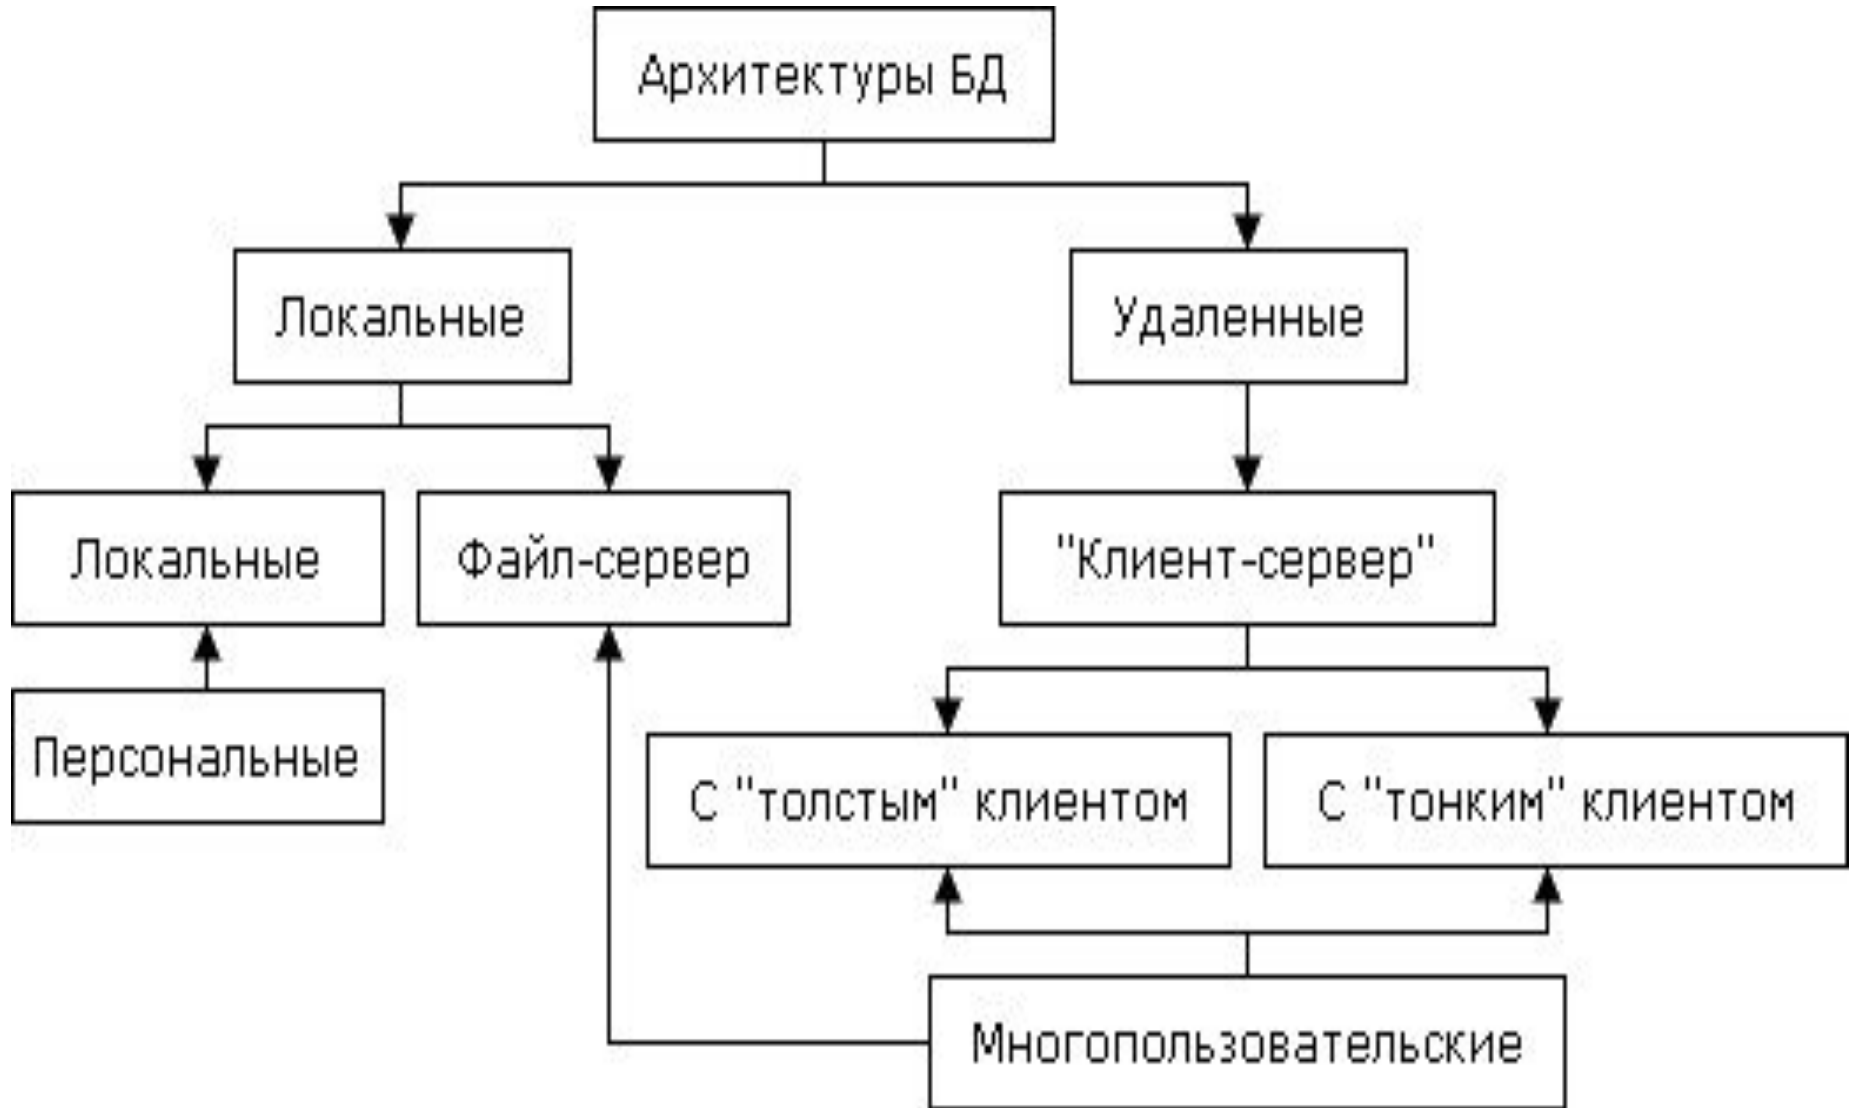 Архитектуры БД
Локальные
Удаленные
Локальные
Файл-сервер
"Клиент-сервер"
Персональные
С "толстым" клиентом
С "тонким" клиентом
Многопользовательские